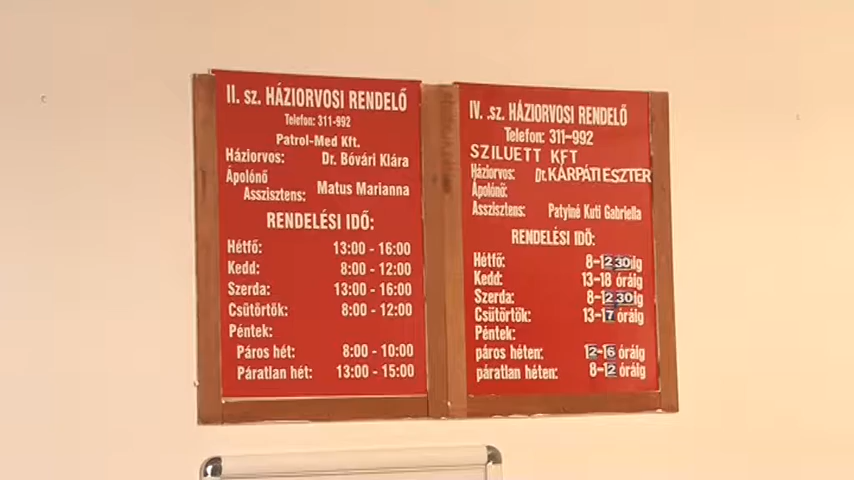 II. sz. HÁZIORVOSI RENDELŐ
Telefon: 311-992
Patrol-Med Kft.
Háziorvos: Dr. Bóvári Klára
Ápolónő
Asszisztens: Matus Marianna
RENDELÉSI IDŐ:
Hétfő: 13:00 - 16:00
Kedd: 8:00 - 12:00
Szerda: 13:00 - 16:00
Csütörtök: 8:00 - 12:00
Péntek:
Páros hét: 8:00 - 10:00
Páratlan hét: 13:00 - 15:00
IV. .sz. HÁZIORVOSI RENDELŐ
Telefon: 311-992
SZILUETT KFT
Háziorvos: Dr. KÁRPÁTI ESZTER
Ápolónő:
Asszisztens: Patyiné Kuti Gabriella
RENDELÉSI IDŐ:
Hétfő: 8-12 30ig
Kedd: 13-18 óráig
Szerda: 8-12 30ig
Csütörtök: 13-17 óráig
Péntek:
páros héten: 12-16 óráig
páratlan héten: 8-12 óráig